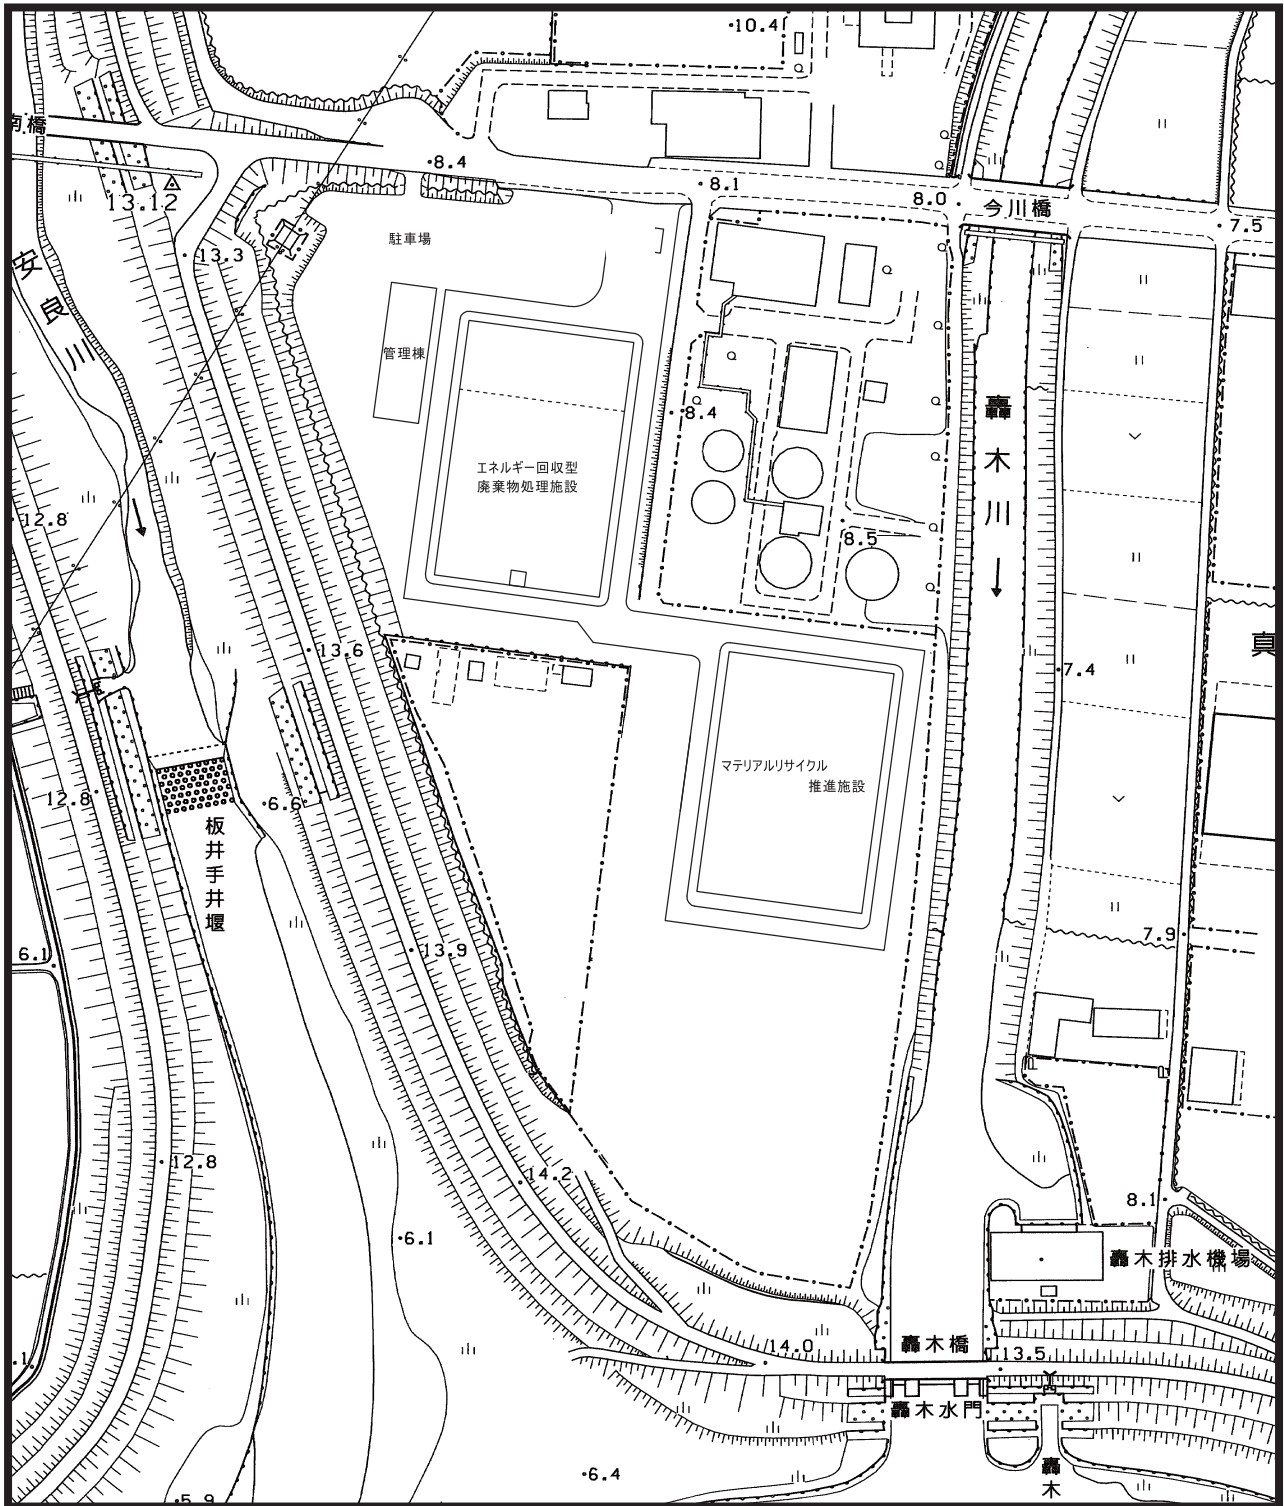 10.4
南橋
8.4
13.12
8.1
8.0
今川橋
7.5
安良川
13.3
駐車場
管理棟
8.4
轟木川
エネルギー回収型
廃棄物処理施設
12.8
8.5
13.6
真
7.4
マテリアルリサイクル
推進施設
12.8
6.6
板井手井堰
6.1
13.9
7.9
12.8
14.2
8.1
6.1
轟木排水機場
.1
14.0
轟木橋
13.5
轟木水門
轟木
6.4
5.9